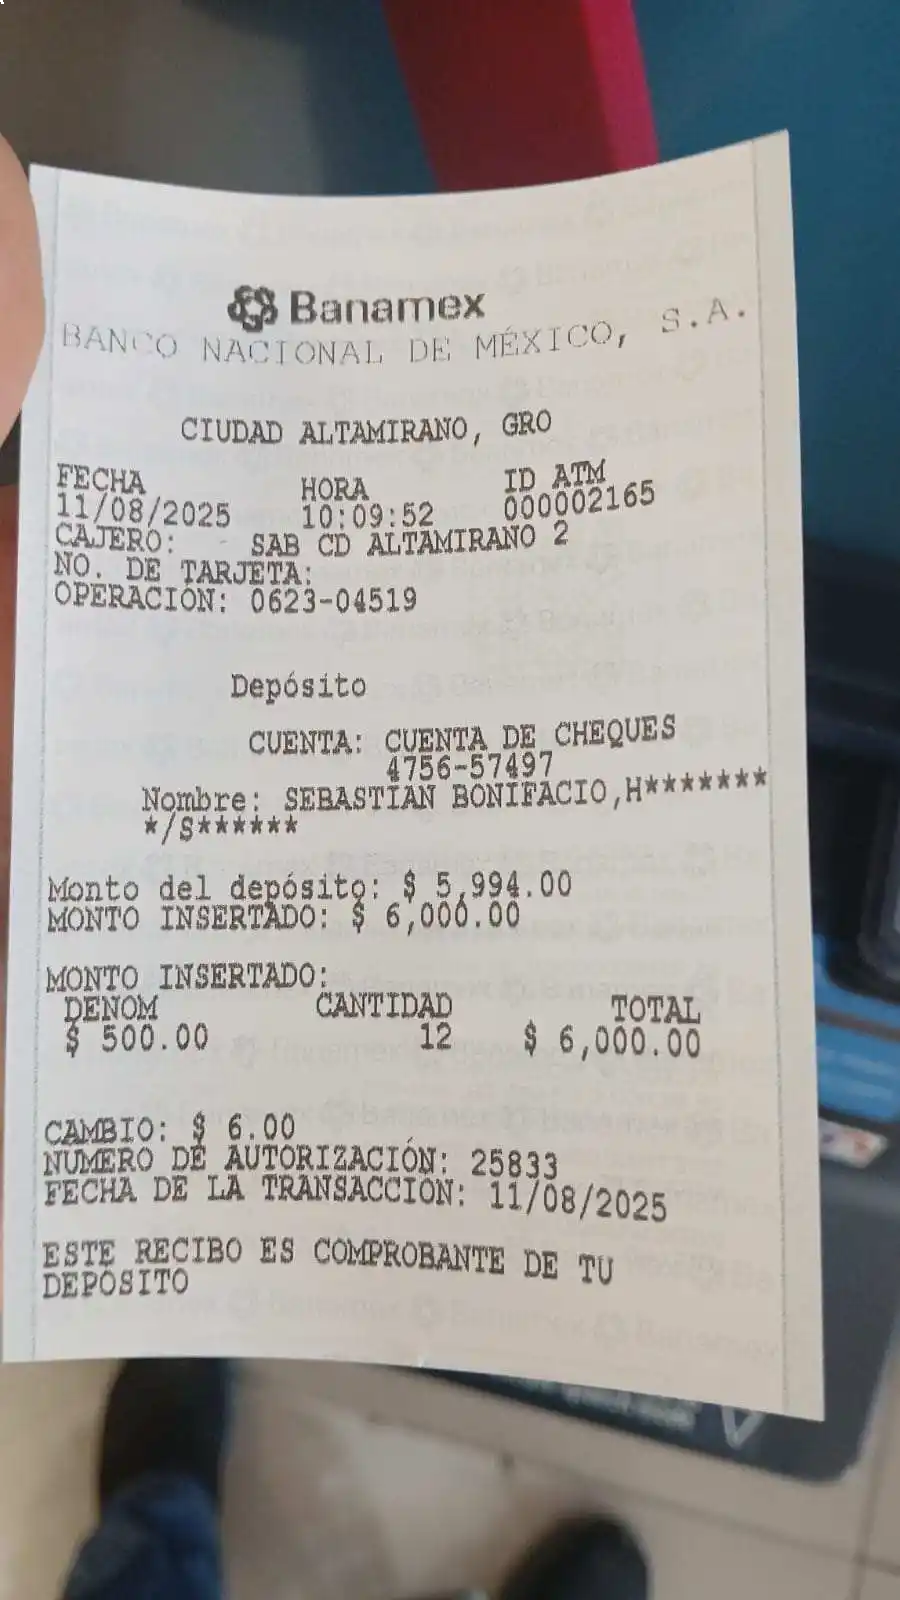 Banamex
BANCO NACIONAL DE MÉXICO, S.A.
CIUDAD ALTAMIRANO, GRO
FECHA HORA ID ATM
11/08/2025 10:09:52 000002165
CAJERO: SAB CD ALTAMIRANO 2
NO. DE TARJETA:
OPERACIÓN: 0623-04519
Depósito
CUENTA: CUENTA DE CHEQUES
4756-57497
Nombre: SEBASTIAN BONIFACIO,H*******
*/S******
Monto del depósito: $ 5,994.00
MONTO INSERTADO: $ 6,000.00
MONTO INSERTADO:
DENOM CANTIDAD TOTAL
$ 500.00 12 $ 6,000.00
CAMBIO: $ 6.00
NUMERO DE AUTORIZACIÓN: 25833
FECHA DE LA TRANSACCIÓN: 11/08/2025
ESTE RECIBO ES COMPROBANTE DE TU
DEPÓSITO